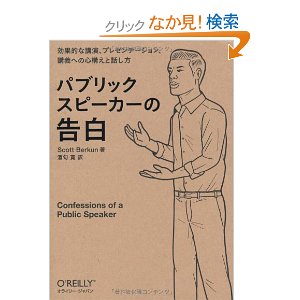 クリック なか見!検索
効果的な講演、プレゼンテーション、
講義への心構えと話し方
パブリック
スピーカーの
告白
Scott Berkun 著
酒匂 寛 訳
Confessions of a
Public Speaker
O'REILLY®
オライリー・ジャパン